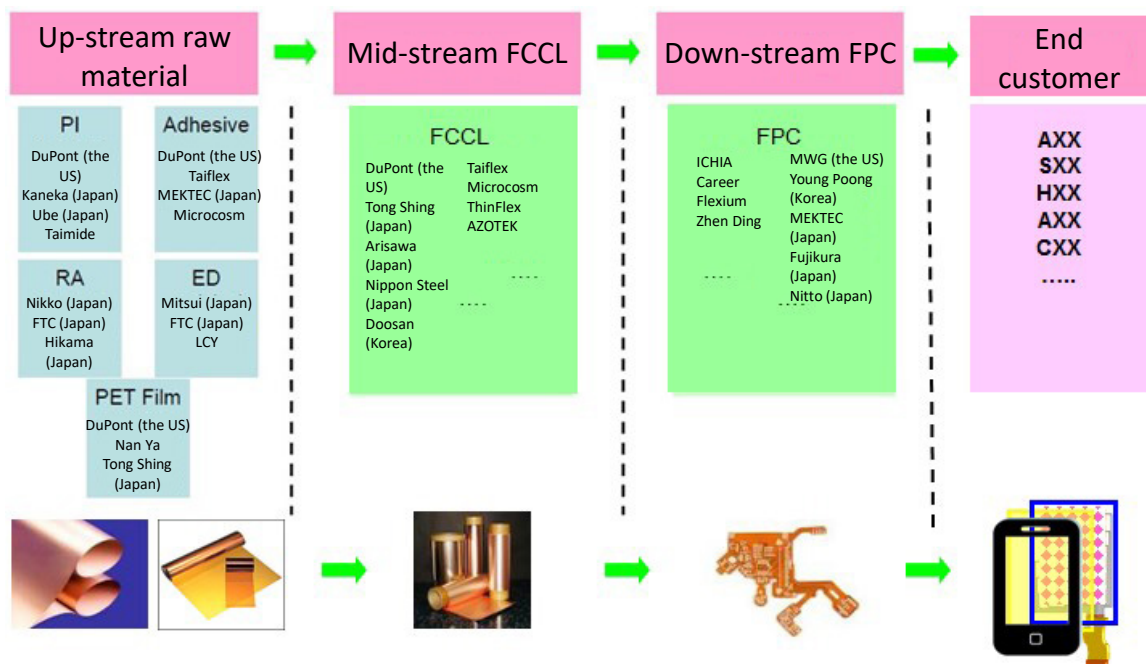 Up-stream raw
material
Mid-stream FCCL
Down-stream FPC
End
customer
PI
DuPont (the
US)
Kaneka (Japan)
Ube (Japan)
Taimide
Adhesive
DuPont (the US)
Taiflex
MEKTEC (Japan)
Microcosm
RA
Nikko (Japan)
FTC (Japan)
Hikama
(Japan)
ED
Mitsui (Japan)
FTC (Japan)
LCY
PET Film
DuPont (the US)
Nan Ya
Tong Shing
(Japan)
FCCL
DuPont (the
US)
Tong Shing
(Japan)
Arisawa
(Japan)
Nippon Steel
(Japan)
Doosan
(Korea)
....
Taiflex
Microcosm
ThinFlex
AZOTEK
....
FPC
ICHIA
Career
Flexium
Zhen Ding
....
MWG (the US)
Young Poong
(Korea)
MEKTEC
(Japan)
Fujikura
(Japan)
Nitto (Japan)
....
AXX
SXX
HXX
AXX
CXX
.....